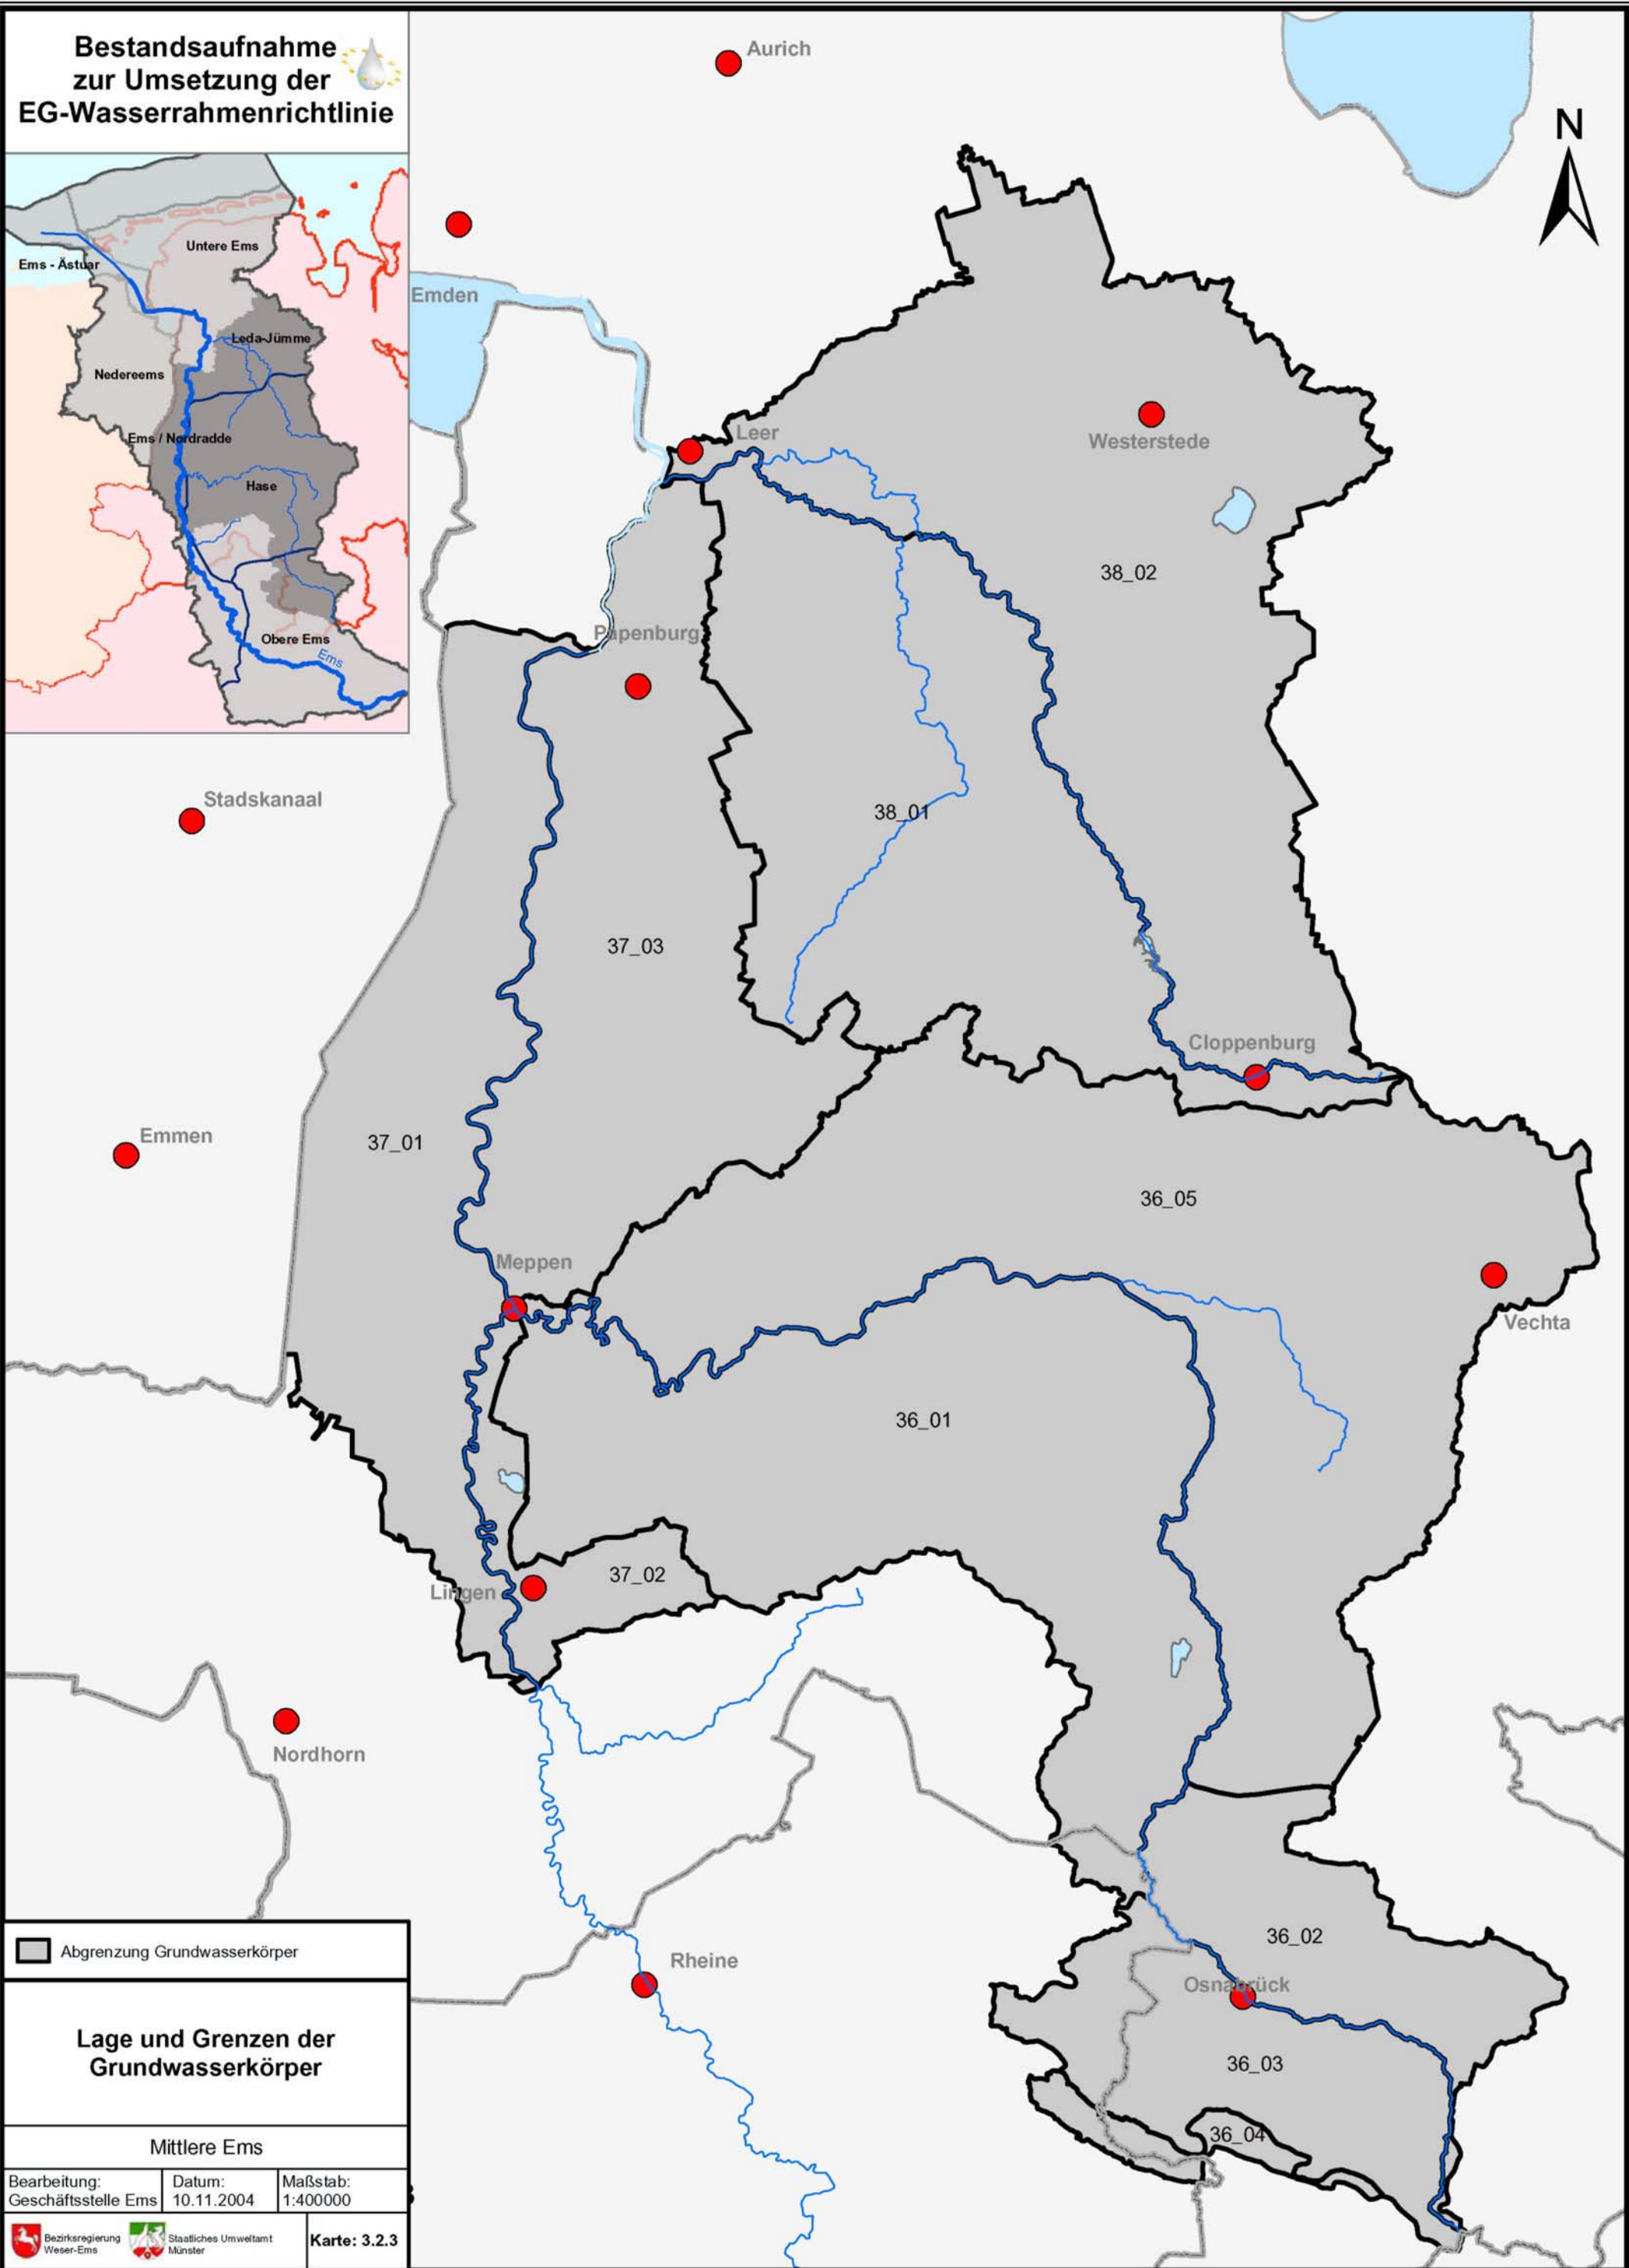 Bestandsaufnahme
zur Umsetzung der
EG-Wasserrahmenrichtlinie
Untere Ems
Ems - Ästuar
Leda-Jümme
Nedereems
Ems / Nordradde
Hase
Obere Ems
Ems
N
Aurich
Emden
Leer
Westerstede
38_02
Papenburg
Stadskanaal
38_01
37_03
Cloppenburg
Emmen
37_01
36_05
Meppen
Vechta
36_01
37_02
Lingen
Nordhorn
36_02
Rheine
Osnabrück
36_03
36_04
Abgrenzung Grundwasserkörper
Lage und Grenzen der
Grundwasserkörper
Mittlere Ems
Bearbeitung:
Geschäftsstelle Ems
Datum:
10.11.2004
Maßstab:
1:400000
Bezirksregierung
Weser-Ems
Staatliches Umweltamt
Münster
Karte: 3.2.3